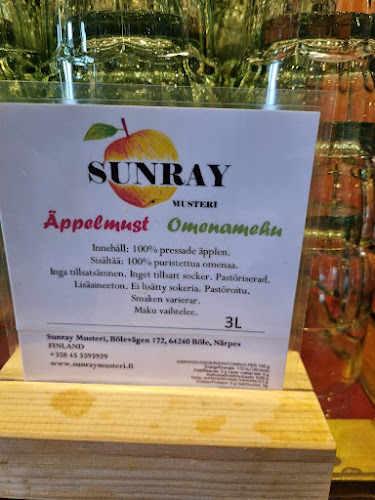 SUNRAY
MUSTERI
Äppelmust Omenamehu
Innehåll: 100% pressade äpplen.
Sisältää: 100% puristettua omenaa.
Inga tillsatsämnen. Inget tillsatt socker. Pastöriserad.
Lisäaineeton. Ei lisätty sokeria. Pastöroitu.
Smaken varierar.
Maku vaihtelee.
3L
Sunray Musteri, Bölevägen 172, 64240 Böle, Närpes
FINLAND
+358 45 3593929
www.sunraymusteri.fi